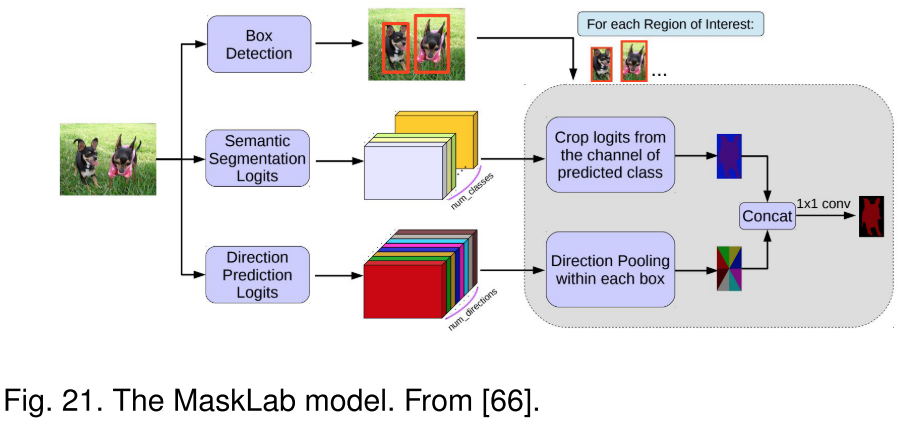 Box
Detection
For each Region of Interest:
...
Semantic
Segmentation
Logits
num_classes
Crop logits from
the channel of
predicted class
Concat
1x1 conv
Direction
Prediction
Logits
num_directions
Direction Pooling
within each box
Fig. 21. The MaskLab model. From [66].